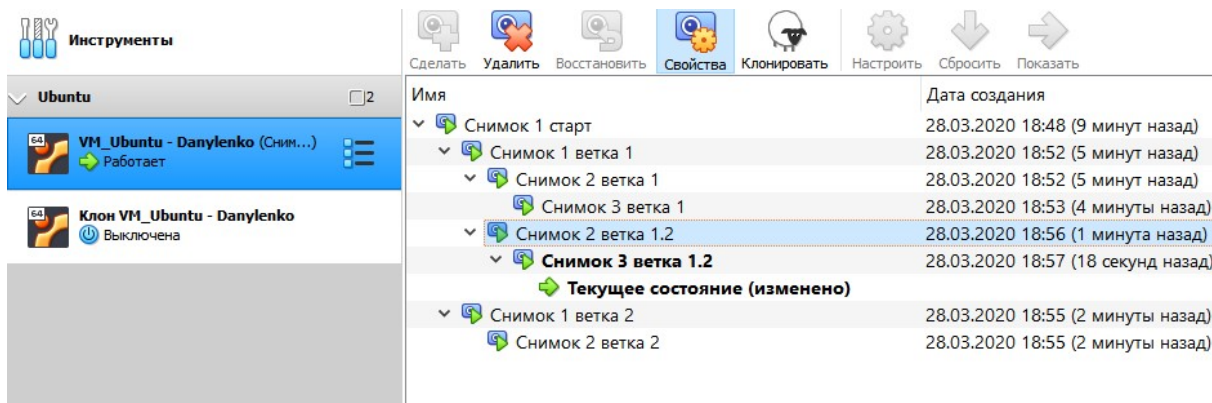 Инструменты
Сделать Удалить Восстановить Свойства Клонировать Настроить Сбросить Показать
Ubuntu 2
64 VM_Ubuntu - Danylenko (Сним...)
Работает
64 Клон VM_Ubuntu - Danylenko
Выключена
Имя Дата создания
Снимок 1 старт 28.03.2020 18:48 (9 минут назад)
Снимок 1 ветка 1 28.03.2020 18:52 (5 минут назад)
Снимок 2 ветка 1 28.03.2020 18:52 (5 минут назад)
Снимок 3 ветка 1 28.03.2020 18:53 (4 минуты назад)
Снимок 2 ветка 1.2 28.03.2020 18:56 (1 минута назад)
Снимок 3 ветка 1.2 28.03.2020 18:57 (18 секунд назад)
Текущее состояние (изменено)
Снимок 1 ветка 2 28.03.2020 18:55 (2 минуты назад)
Снимок 2 ветка 2 28.03.2020 18:55 (2 минуты назад)